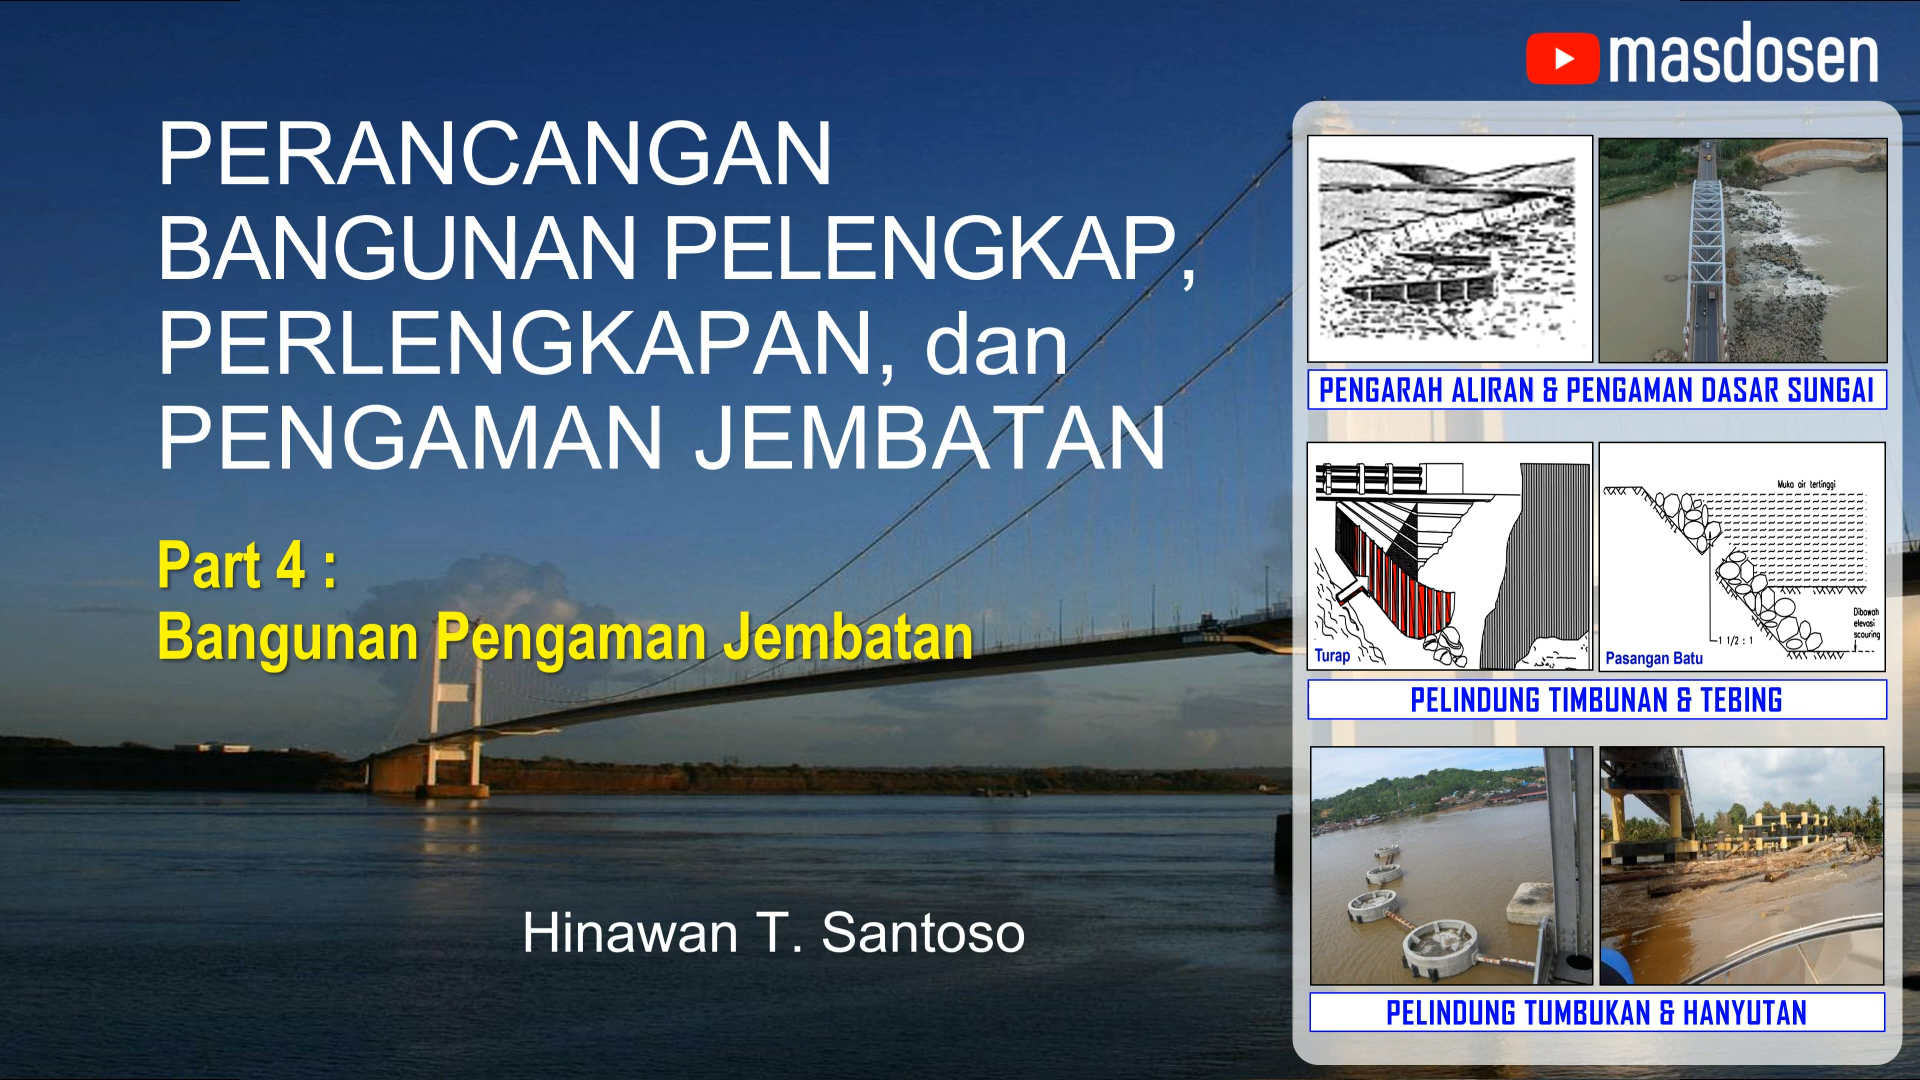 masdosen
PERANCANGAN
BANGUNAN PELENGKAP,
PERLENGKAPAN, dan
PENGAMAN JEMBATAN
Part 4 :
Bangunan Pengaman Jembatan
Hinawan T. Santoso
PENGARAH ALIRAN & PENGAMAN DASAR SUNGAI
Turap
Muka air tertinggi
Dibawah
elevasi
scouring
1 1/2 : 1
Pasangan Batu
PELINDUNG TIMBUNAN & TEBING
PELINDUNG TUMBUKAN & HANYUTAN